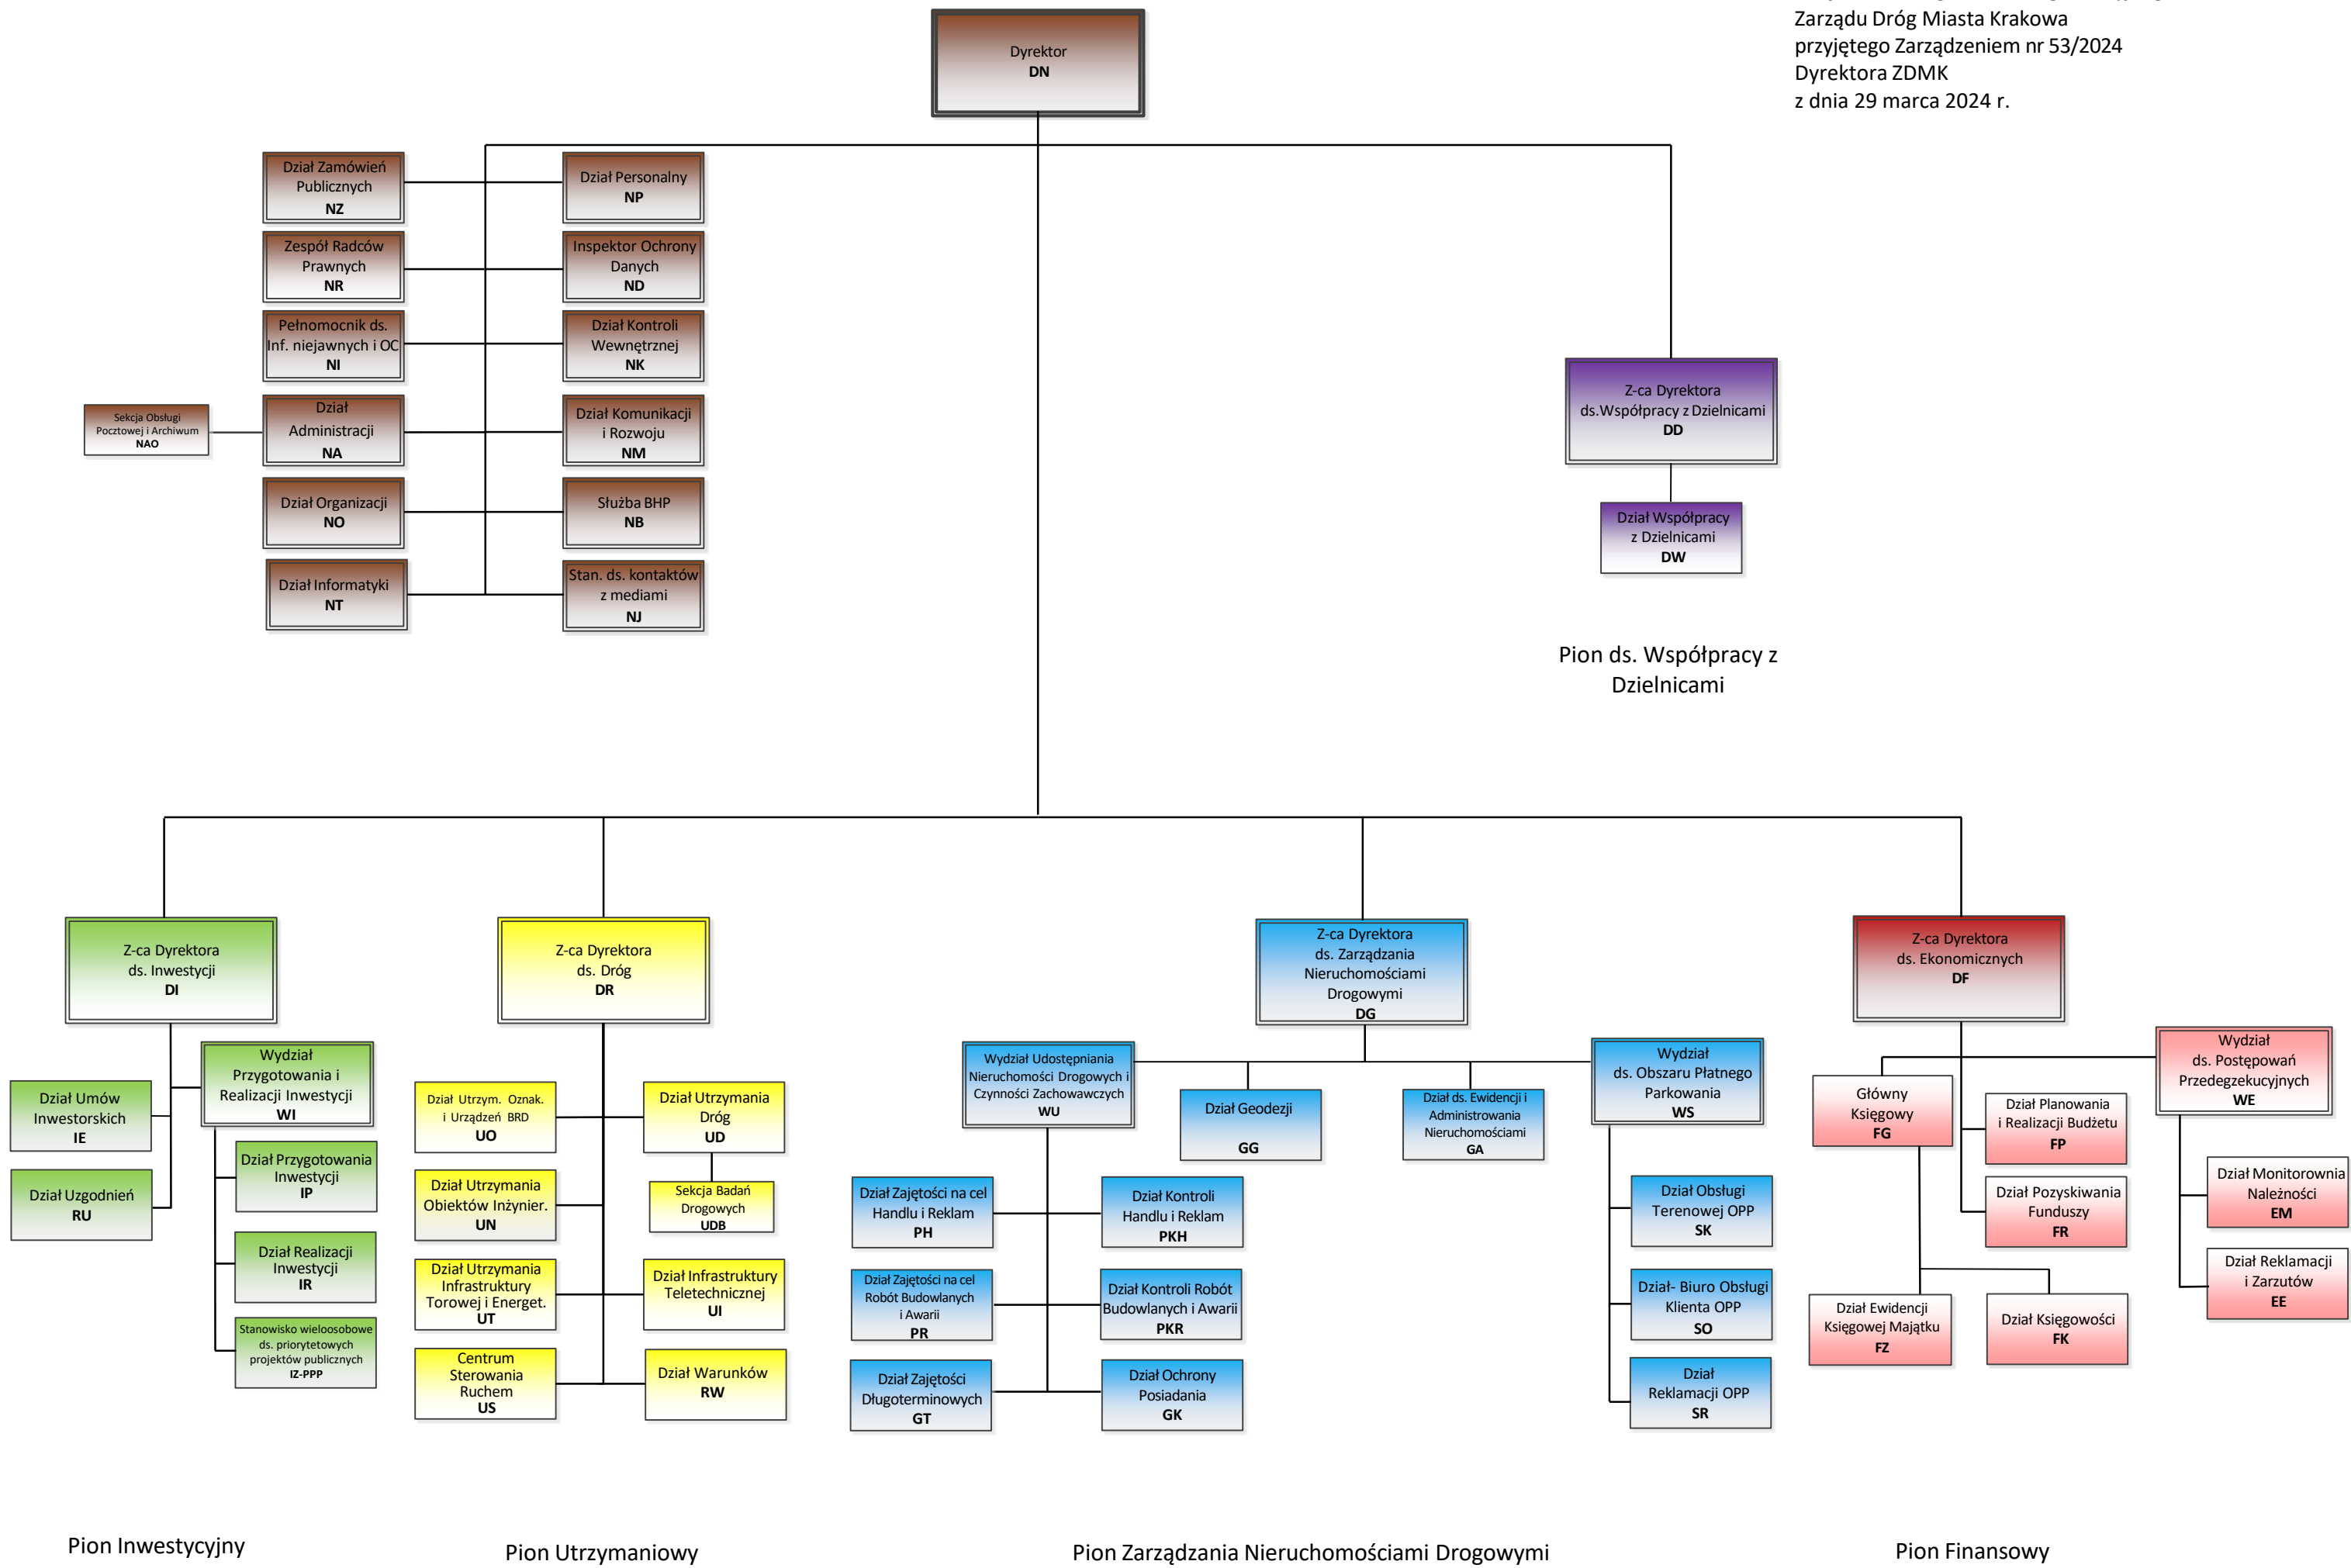 Zarządu Dróg Miasta Krakowa
przyjętego Zarządzeniem nr 53/2024
Dyrektora ZDMK
z dnia 29 marca 2024 r.
Dyrektor
DN
Dział Zamówień
Publicznych
NZ
Dział Personalny
NP
Zespół Radców
Prawnych
NR
Inspektor Ochrony
Danych
ND
Pełnomocnik ds.
Inf. niejawnych i OC
NI
Dział Kontroli
Wewnętrznej
NK
Sekcja Obsługi
Pocztowej i Archiwum
NAO
Dział
Administracji
NA
Dział Komunikacji
i Rozwoju
NM
Dział Organizacji
NO
Służba BHP
NB
Dział Informatyki
NT
Stan. ds. kontaktów
z mediami
NJ
Z-ca Dyrektora
ds.Współpracy z Dzielnicami
DD
Dział Współpracy
z Dzielnicami
DW
Pion ds. Współpracy z
Dzielnicami
Z-ca Dyrektora
ds. Inwestycji
DI
Wydział
Przygotowania i
Realizacji Inwestycji
WI
Dział Umów
Inwestorskich
IE
Dział Uzgodnień
RU
Dział Przygotowania
Inwestycji
IP
Dział Realizacji
Inwestycji
IR
Stanowisko wieloosobowe
ds. priorytetowych
projektów publicznych
IZ-PPP
Z-ca Dyrektora
ds. Dróg
DR
Dział Utrzym. Oznak.
i Urządzeń BRD
UO
Dział Utrzymania
Dróg
UD
Dział Utrzymania
Obiektów Inżynier.
UN
Sekcja Badań
Drogowych
UDB
Dział Utrzymania
Infrastruktury
Torowej i Energet.
UT
Dział Infrastruktury
Teletechnicznej
UI
Centrum
Sterowania
Ruchem
US
Dział Warunków
RW
Z-ca Dyrektora
ds. Zarządzania
Nieruchomościami
Drogowymi
DG
Wydział Udostępniania
Nieruchomości Drogowych i
Czynności Zachowawczych
WU
Dział Geodezji
GG
Dział ds. Ewidencji i
Administrowania
Nieruchomościami
GA
Wydział
ds. Obszaru Płatnego
Parkowania
WS
Dział Zajętości na cel
Handlu i Reklam
PH
Dział Kontroli
Handlu i Reklam
PKH
Dział Zajętości na cel
Robót Budowlanych
i Awarii
PR
Dział Kontroli Robót
Budowlanych i Awarii
PKR
Dział Zajętości
Długoterminowych
GT
Dział Ochrony
Posiadania
GK
Dział Obsługi
Terenowej OPP
SK
Dział- Biuro Obsługi
Klienta OPP
SO
Dział
Reklamacji OPP
SR
Z-ca Dyrektora
ds. Ekonomicznych
DF
Główny
Księgowy
FG
Dział Planowania
i Realizacji Budżetu
FP
Dział Pozyskiwania
Funduszy
FR
Dział Ewidencji
Księgowej Majątku
FZ
Dział Księgowości
FK
Wydział
ds. Postępowań
Przedegzekucyjnych
WE
Dział Monitorownia
Należności
EM
Dział Reklamacji
i Zarzutów
EE
Pion Inwestycyjny
Pion Utrzymaniowy
Pion Zarządzania Nieruchomościami Drogowymi
Pion Finansowy